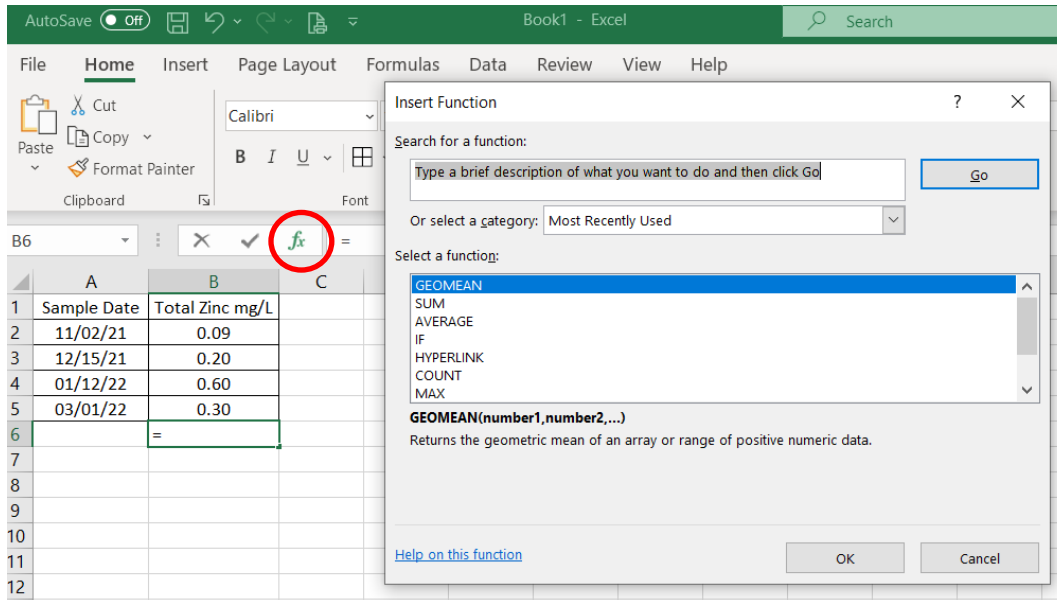 AutoSave Off Book1 - Excel Search
File Home Insert Page Layout Formulas Data Review View Help
Paste
Cut
Copy
Format Painter
Clipboard
Calibri
B I U
Font
B6 fx =
A B C
1 Sample Date Total Zinc mg/L
2 11/02/21 0.09
3 12/15/21 0.20
4 01/12/22 0.60
5 03/01/22 0.30
6 =
7
8
9
10
11
12
Insert Function ?
Search for a function:
Type a brief description of what you want to do and then click Go
Go
Or select a category: Most Recently Used
Select a function:
GEOMEAN
SUM
AVERAGE
IF
HYPERLINK
COUNT
MAX
GEOMEAN(number1,number2,...)
Returns the geometric mean of an array or range of positive numeric data.
Help on this function
OK Cancel